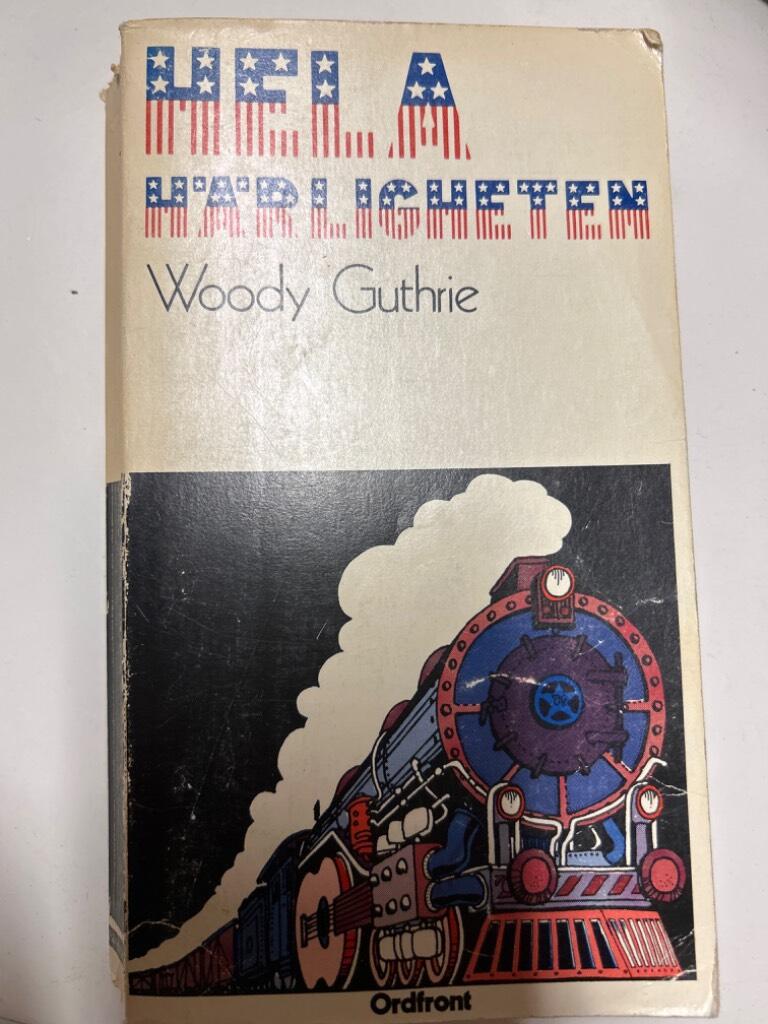 HELA
HÄRLIGHETEN
Woody Guthrie
Ordfront